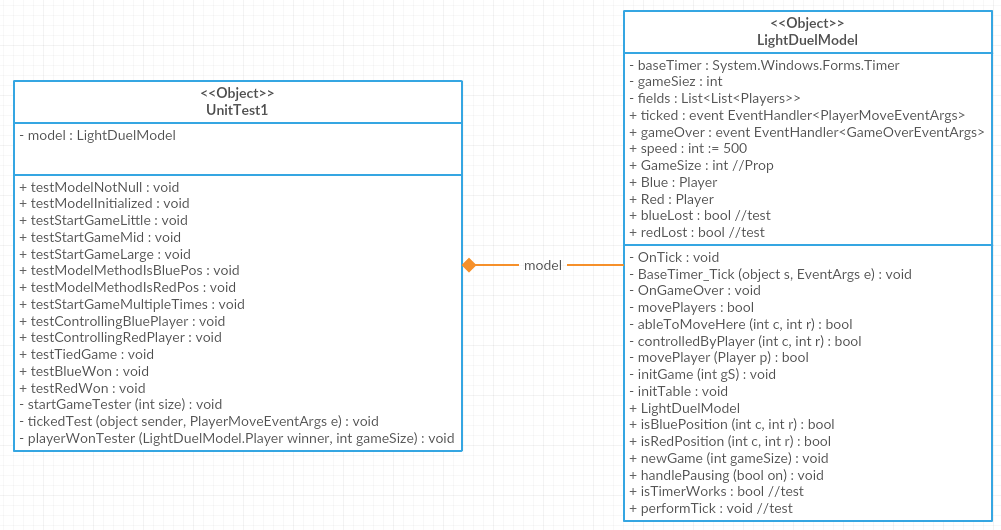 <<Object>>
UnitTest1
- model : LightDuelModel
+ testModelNotNull : void
+ testModelInitialized : void
+ testStartGameLittle : void
+ testStartGameMid : void
+ testStartGameLarge : void
+ testModelMethodIsBluePos : void
+ testModelMethodIsRedPos : void
+ testStartGameMultipleTimes : void
+ testControllingBluePlayer : void
+ testControllingRedPlayer : void
+ testTiedGame : void
+ testBlueWon : void
+ testRedWon : void
- startGameTester (int size) : void
- tickedTest (object sender, PlayerMoveEventArgs e) : void
- playerWonTester (LightDuelModel.Player winner, int gameSize) : void
model
<<Object>>
LightDuelModel
- baseTimer : System.Windows.Forms.Timer
- gameSiez : int
- fields : List<List<Players>>
+ ticked : event EventHandler<PlayerMoveEventArgs>
+ gameOver : event EventHandler<GameOverEventArgs>
+ speed : int := 500
+ GameSize : int //Prop
+ Blue : Player
+ Red : Player
+ blueLost : bool //test
+ redLost : bool //test
- OnTick : void
- BaseTimer_Tick (object s, EventArgs e) : void
- OnGameOver : void
- movePlayers : bool
- ableToMoveHere (int c, int r) : bool
- controlledByPlayer (int c, int r) : bool
- movePlayer (Player p) : bool
- initGame (int gS) : void
- initTable : void
+ LightDuelModel
+ isBluePosition (int c, int r) : bool
+ isRedPosition (int c, int r) : bool
+ newGame (int gameSize) : void
+ handlePausing (bool on) : void
+ isTimerWorks : bool //test
+ performTick : void //test